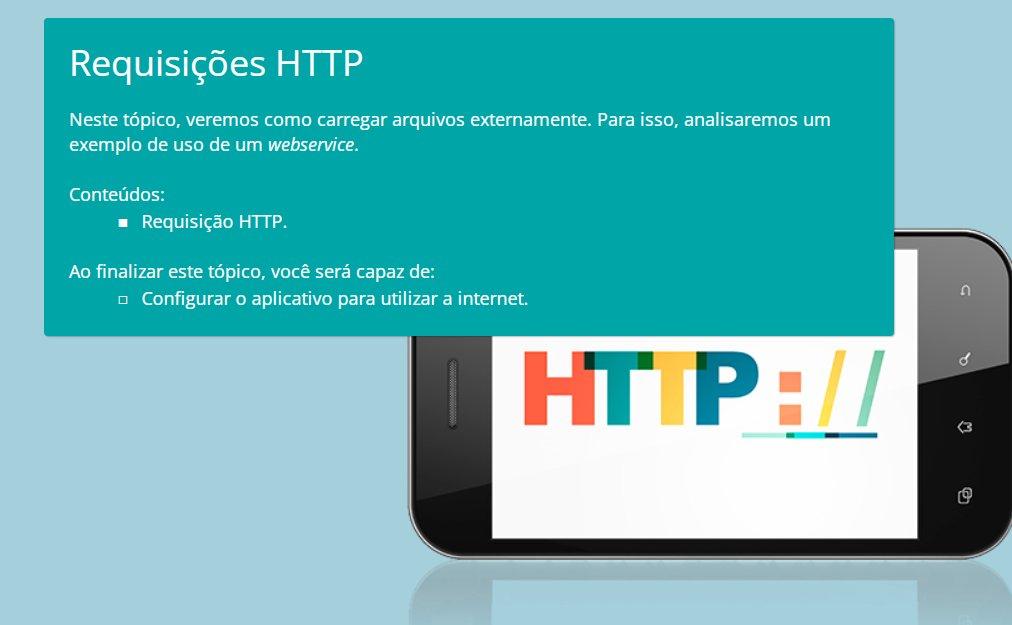 Requisições HTTP
Neste tópico, veremos como carregar arquivos externamente. Para isso, analisaremos um
exemplo de uso de um webservice.
Conteúdos:
Requisição HTTP.
Ao finalizar este tópico, você será capaz de:
Configurar o aplicativo para utilizar a internet.
HTTP://